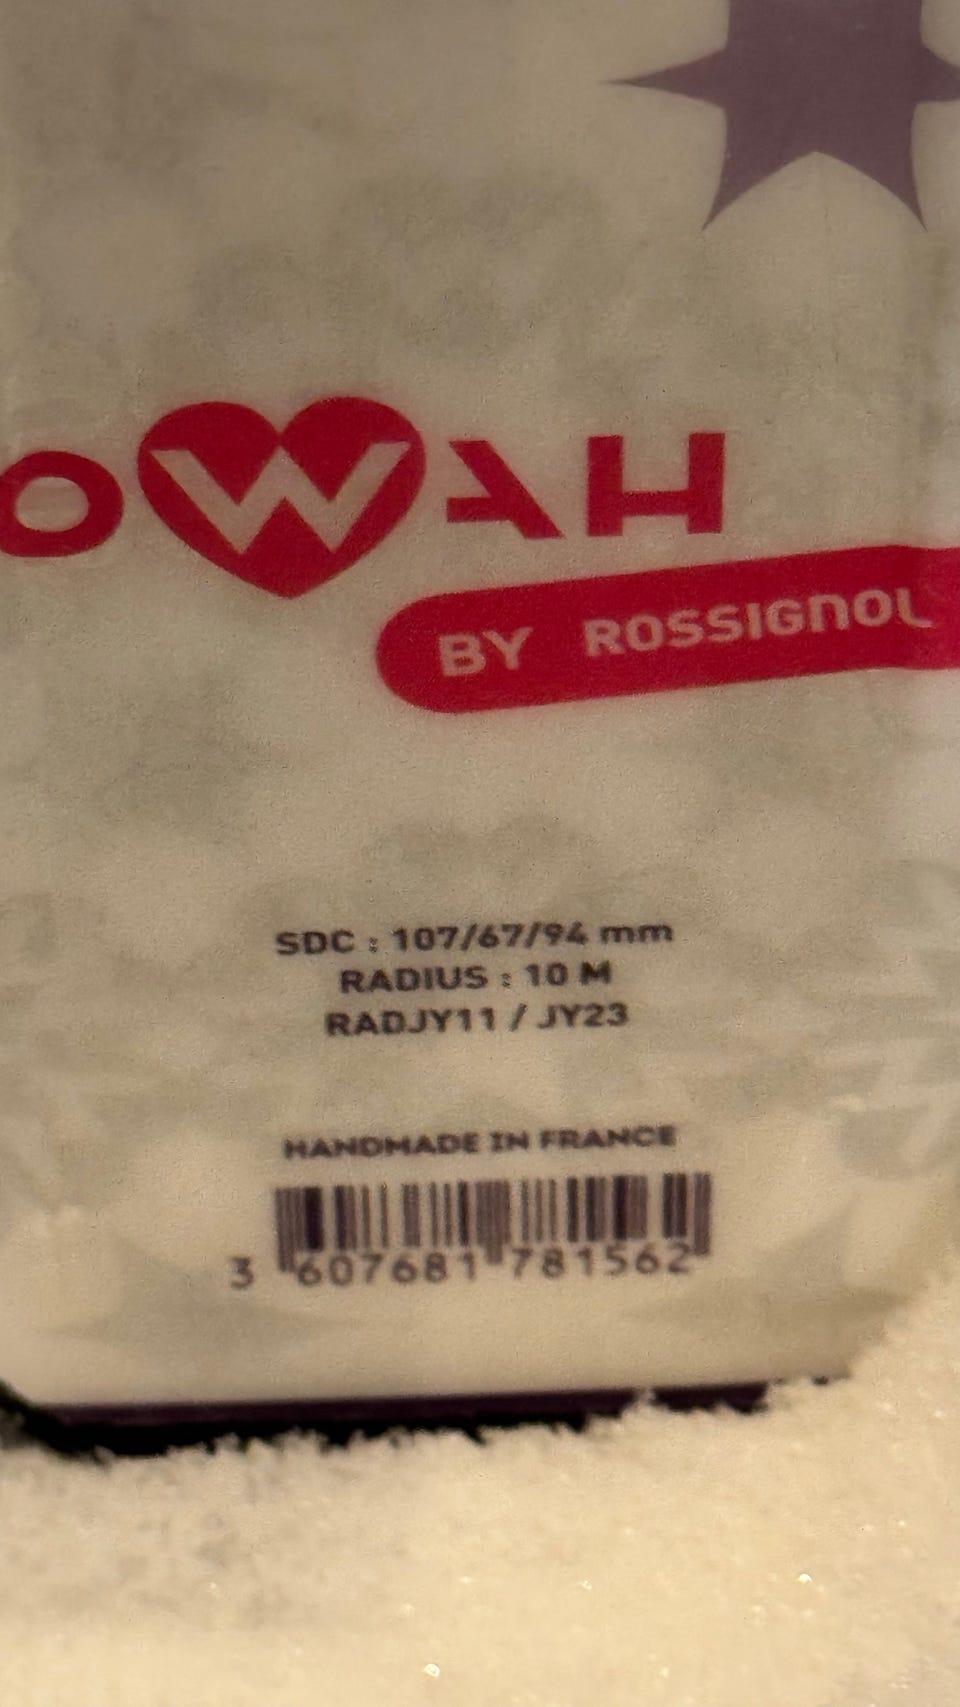 OWAH
BY ROSSIGNOL
SDC : 107/67/94 mm
RADIUS : 10 M
RADJY11 / JY23
HANDMADE IN FRANCE
3 607681 781562